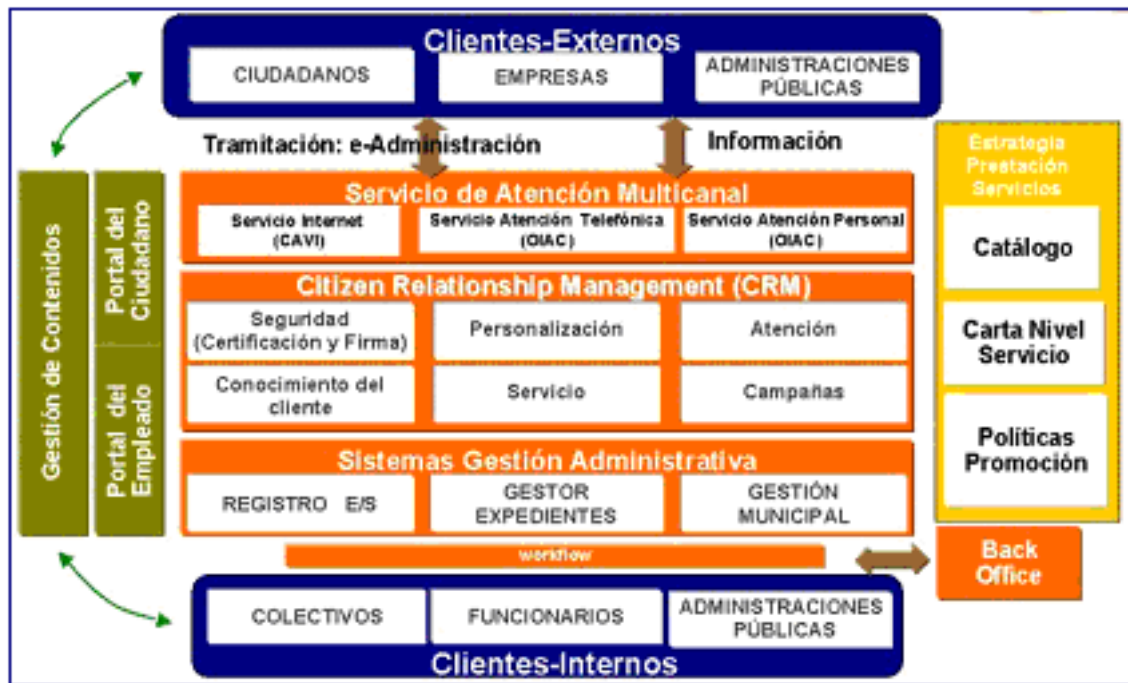 Clientes-Externos
CIUDADANOS
EMPRESAS
ADMINISTRACIONES
PÚBLICAS
Tramitación: e-Administración
Información
Gestión de Contenidos
Portal del
Ciudadano
Portal del
Empleado
Servicio de Atención Multicanal
Servicio Internet
(CAVI)
Servicio Atención Telefónica
(OIAC)
Servicio Atención Personal
(OIAC)
Citizen Relationship Management (CRM)
Seguridad
(Certificación y Firma)
Personalización
Atención
Conocimiento del
cliente
Servicio
Campañas
Sistemas Gestión Administrativa
REGISTRO E/S
GESTOR
EXPEDIENTES
GESTIÓN
MUNICIPAL
workflow
Estrategia
Prestación
Servicios
Catálogo
Carta Nivel
Servicio
Políticas
Promoción
Back
Office
COLECTIVOS
FUNCIONARIOS
ADMINISTRACIONES
PÚBLICAS
Clientes-Internos